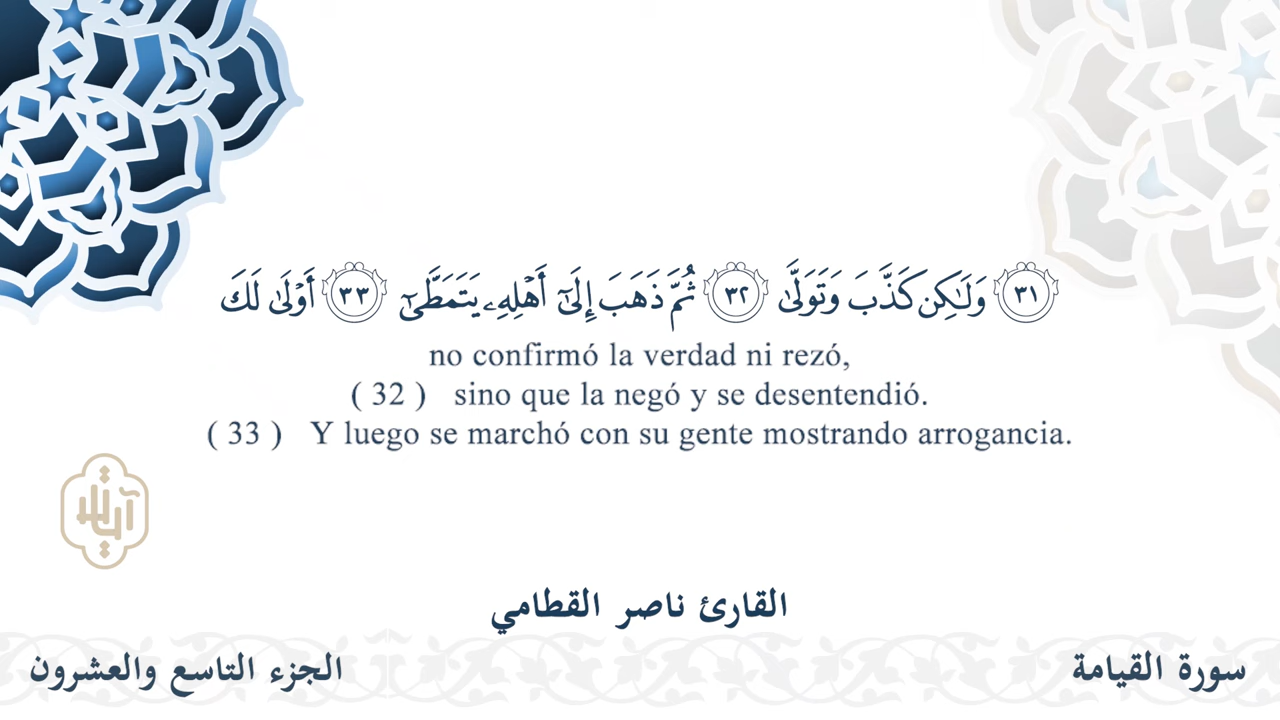 ﴿٣١﴾ وَلَٰكِن كَذَّبَ وَتَوَلَّىٰ ﴿٣٢﴾ ثُمَّ ذَهَبَ إِلَىٰٓ أَهْلِهِۦ يَتَمَطَّىٰٓ ﴿٣٣﴾ أَوْلَىٰ لَكَ
no confirmó la verdad ni rezó,
( 32 ) sino que la negó y se desentendió.
( 33 ) Y luego se marchó con su gente mostrando arrogancia.
القارئ ناصر القطامي
سورة القيامة
الجزء التاسع والعشرون